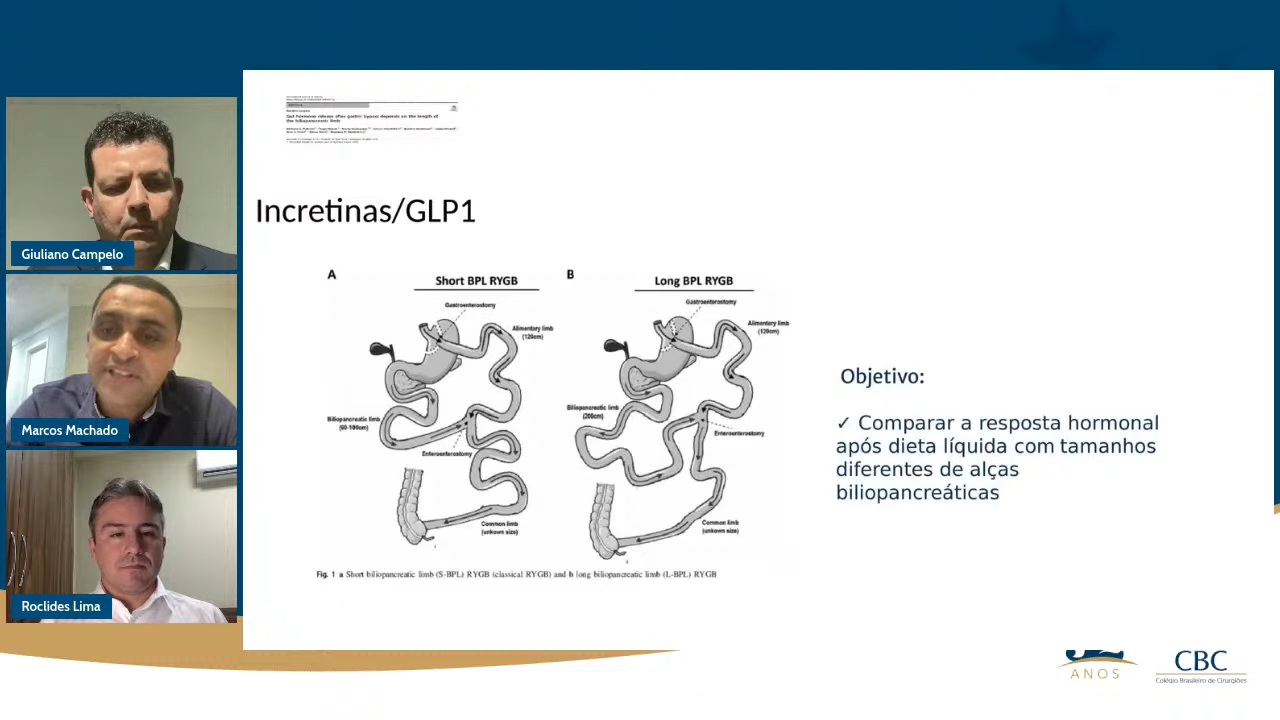 Gut hormone release after gastric bypass depends on the length of
the biliopancreatic limb
Incretinas/GLP1
A
Short BPL RYGB
Gastroenterostomy
Alimentary limb
(120cm)
Biliopancreatic limb
(60-100cm)
Enteroenterostomy
Common limb
(unkown size)
B
Long BPL RYGB
Gastroenterostomy
Alimentary limb
(120cm)
Biliopancreatic limb
(200cm)
Enteroenterostomy
Common limb
(unkown size)
Fig. 1 a Short biliopancreatic limb (S-BPL) RYGB (classical RYGB) and b long biliopancreatic limb (L-BPL) RYGB
Objetivo:
✓ Comparar a resposta hormonal
após dieta líquida com tamanhos
diferentes de alças
biliopancreáticas
Giuliano Campelo
Marcos Machado
Roclides Lima
ANOS
CBC
Colégio Brasileiro de Cirurgiões